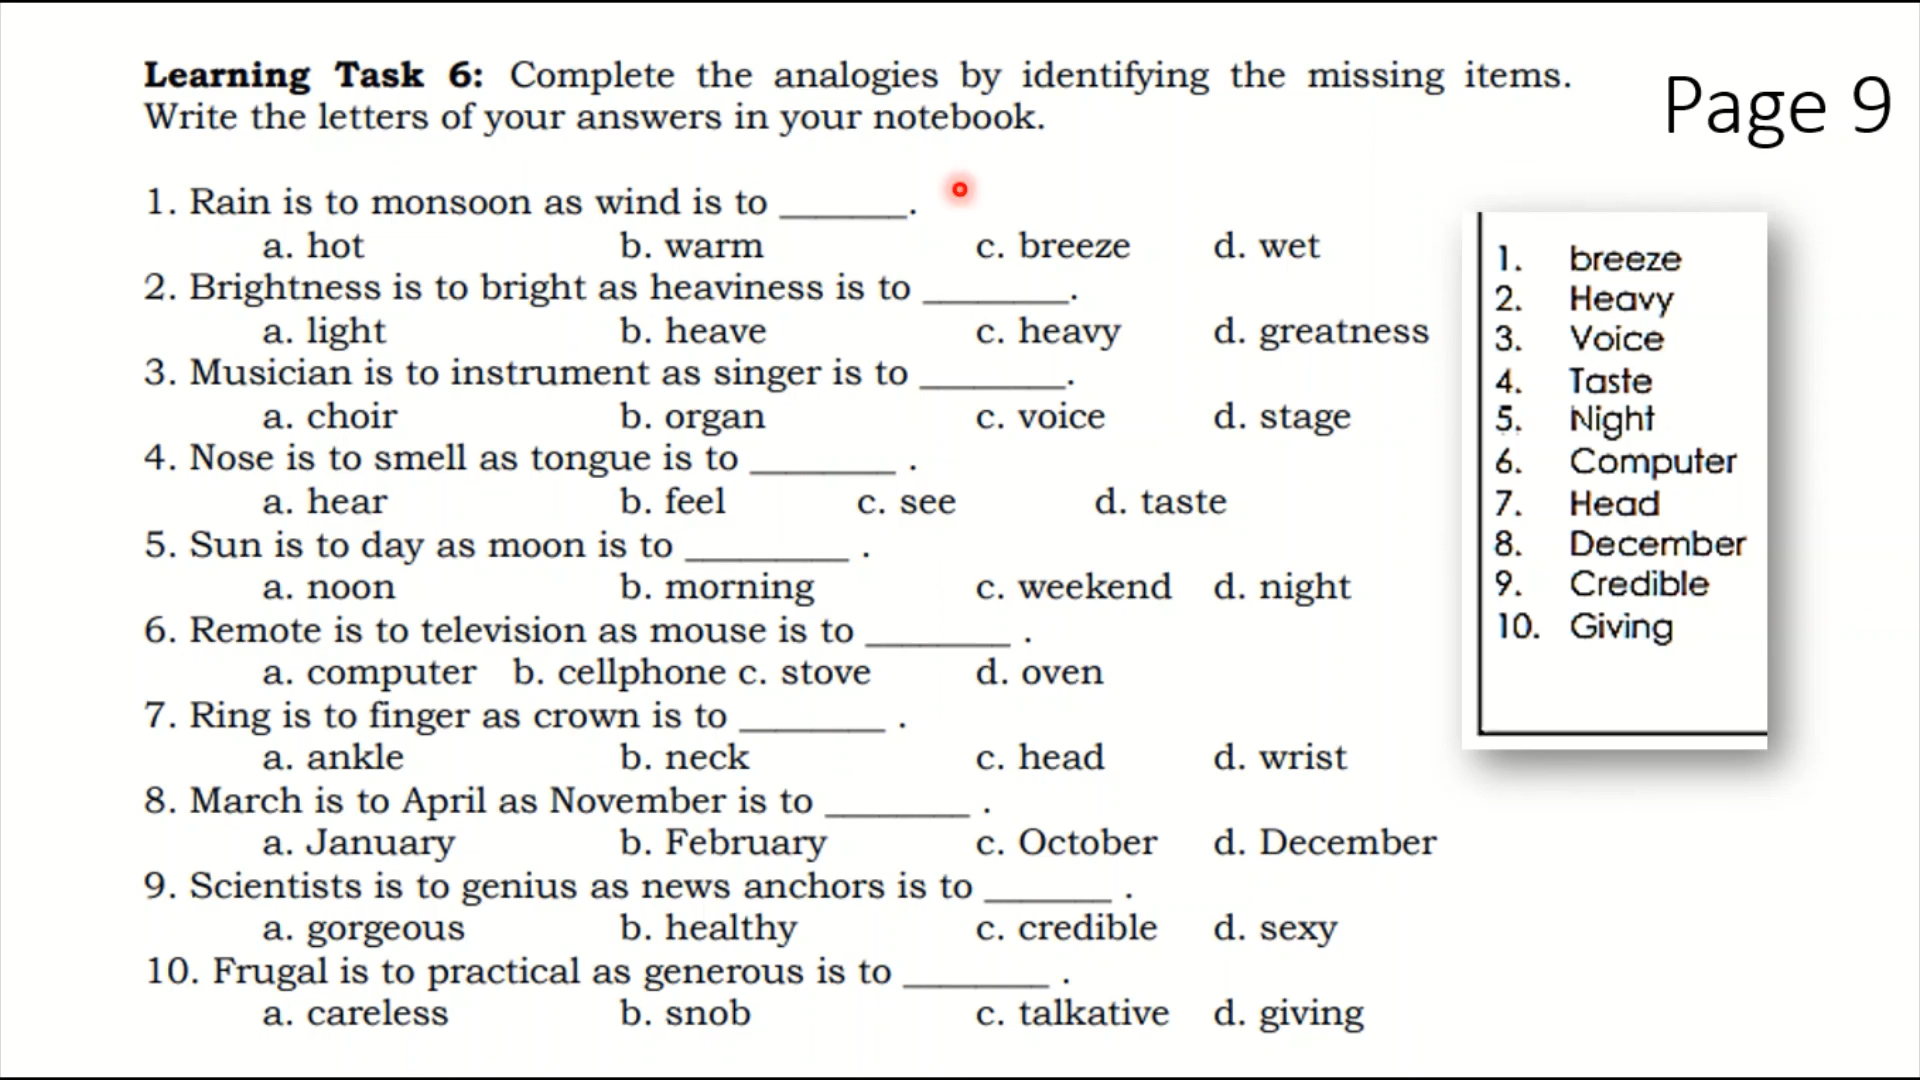 Learning Task 6: Complete the analogies by identifying the missing items.
Write the letters of your answers in your notebook.
Page 9
1. Rain is to monsoon as wind is to _______.
a. hot b. warm c. breeze d. wet
2. Brightness is to bright as heaviness is to ________.
a. light b. heave c. heavy d. greatness
3. Musician is to instrument as singer is to ________.
a. choir b. organ c. voice d. stage
4. Nose is to smell as tongue is to ________ .
a. hear b. feel c. see d. taste
5. Sun is to day as moon is to _________ .
a. noon b. morning c. weekend d. night
6. Remote is to television as mouse is to ________ .
a. computer b. cellphone c. stove d. oven
7. Ring is to finger as crown is to ________ .
a. ankle b. neck c. head d. wrist
8. March is to April as November is to ________ .
a. January b. February c. October d. December
9. Scientists is to genius as news anchors is to _______ .
a. gorgeous b. healthy c. credible d. sexy
10. Frugal is to practical as generous is to ________ .
a. careless b. snob c. talkative d. giving
1. breeze
2. Heavy
3. Voice
4. Taste
5. Night
6. Computer
7. Head
8. December
9. Credible
10. Giving